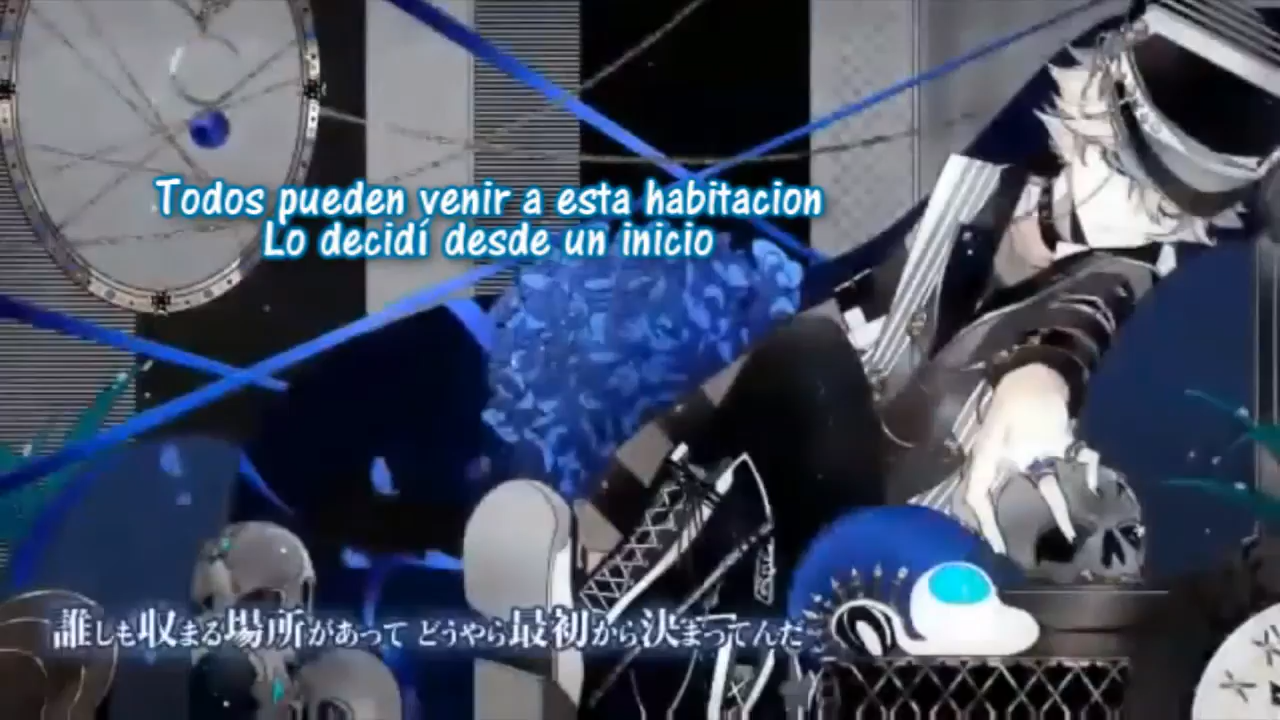 Todos pueden venir a esta habitacion
Lo decidí desde un inicio
誰しも収まる場所があって どうやら最初から決まってんだ